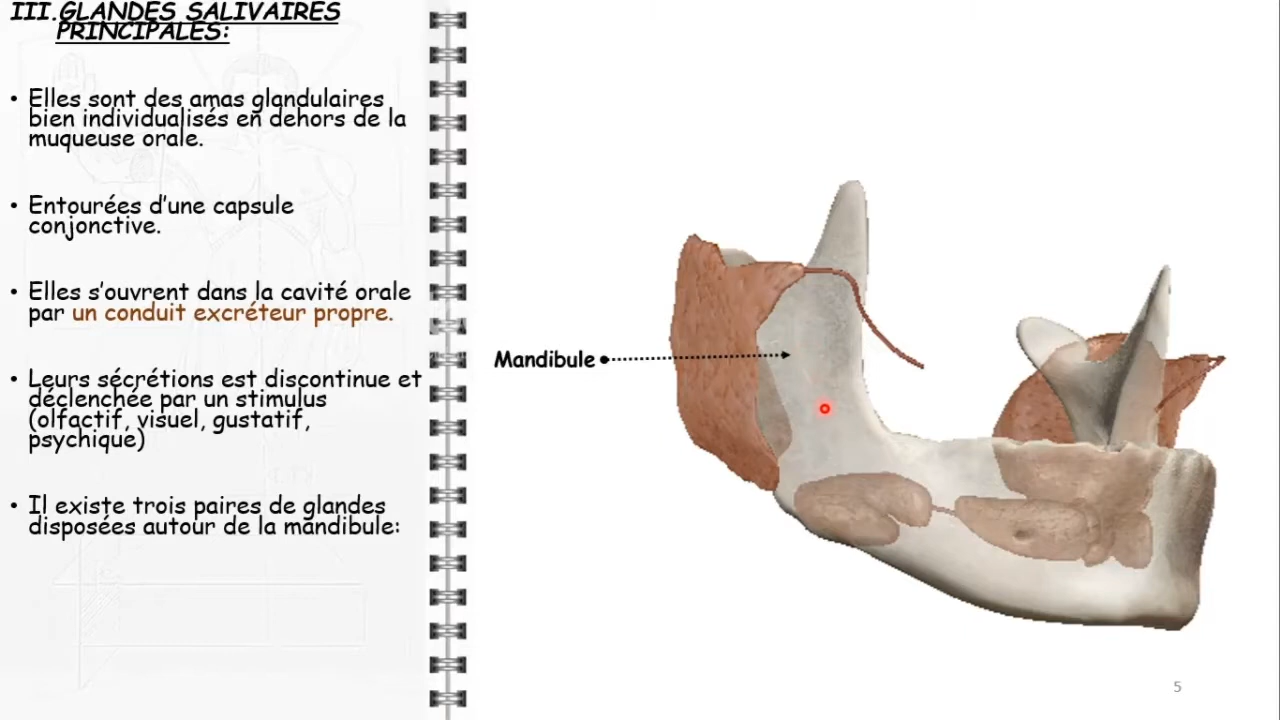 III.GLANDES SALIVAIRES
PRINCIPALES:
• Elles sont des amas glandulaires
bien individualisés en dehors de la
muqueuse orale.
• Entourées d'une capsule
conjonctive.
• Elles s'ouvrent dans la cavité orale
par un conduit excréteur propre.
• Leurs sécrétions est discontinue et
déclenchée par un stimulus
(olfactif, visuel, gustatif,
psychique)
• Il existe trois paires de glandes
disposées autour de la mandibule:
Mandibule
5